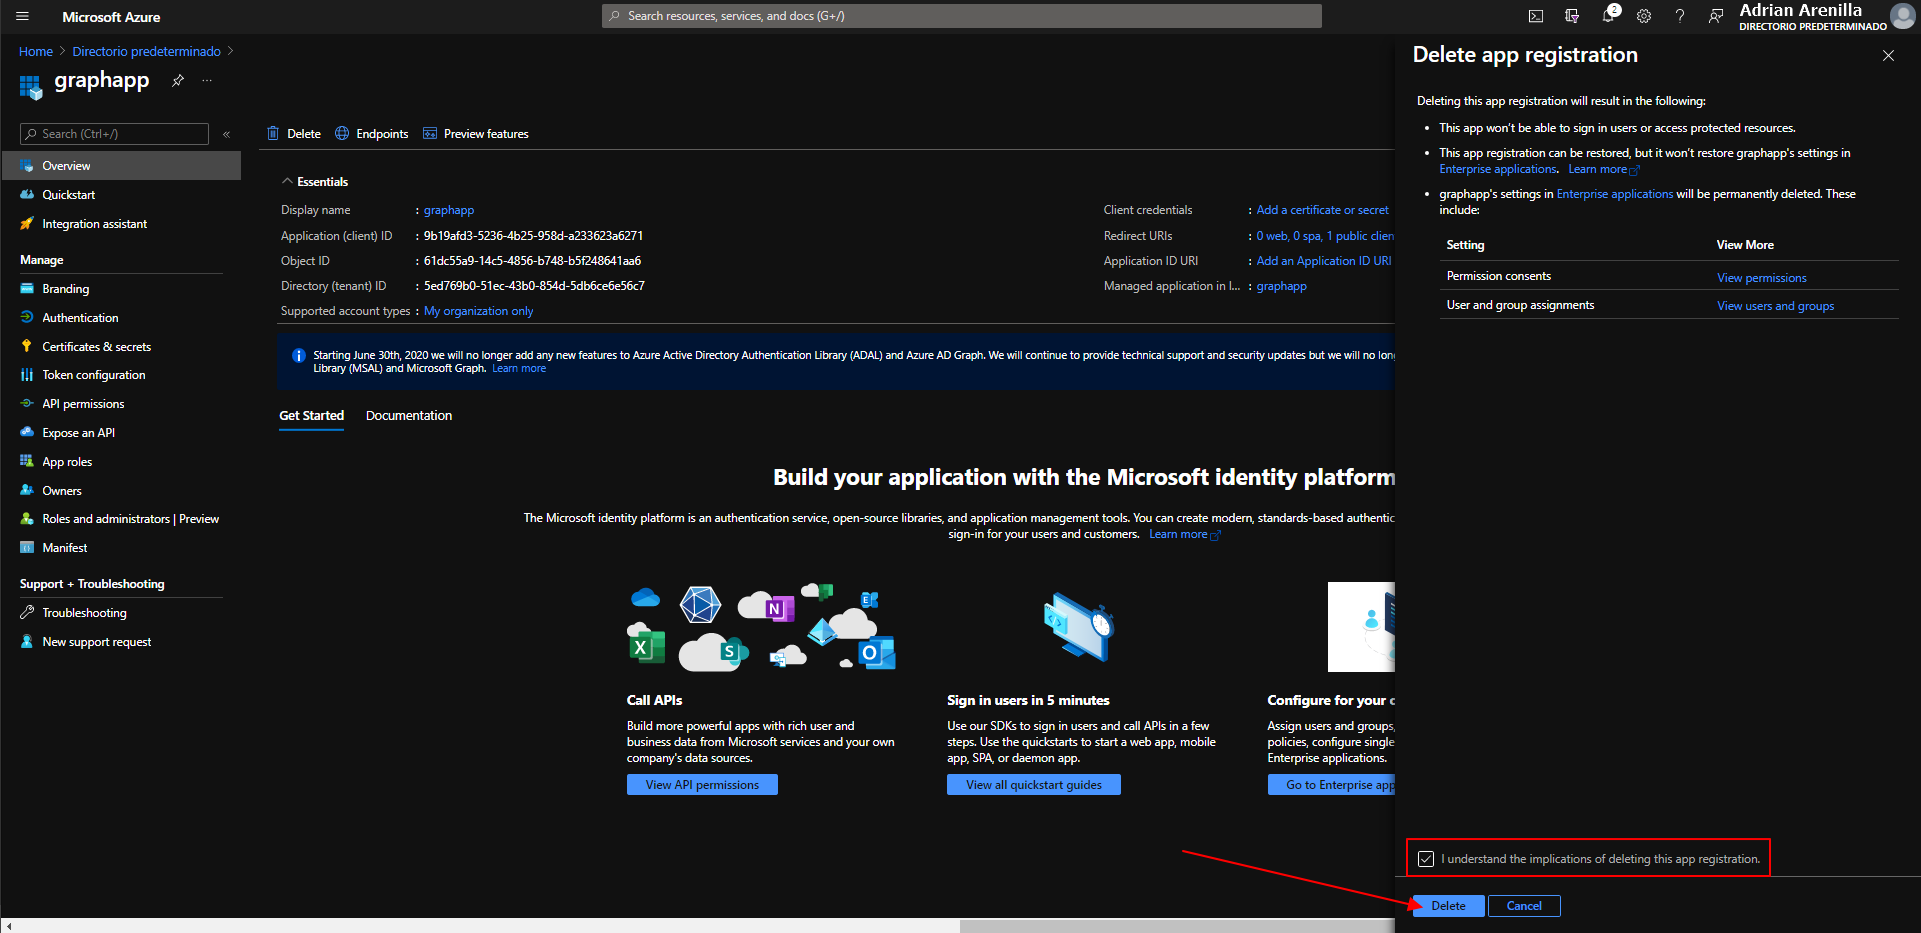 Microsoft Azure
Search resources, services, and docs (G+/)
2
Adrian Arenilla
DIRECTORIO PREDETERMINADO
Home
Directorio predeterminado
graphapp
...
Search (Ctrl+/)
«
Overview
Quickstart
Integration assistant
Manage
Branding
Authentication
Certificates & secrets
Token configuration
API permissions
Expose an API
App roles
Owners
Roles and administrators | Preview
Manifest
Support + Troubleshooting
Troubleshooting
New support request
Delete
Endpoints
Preview features
Essentials
Display name : graphapp
Application (client) ID : 9b19afd3-5236-4b25-958d-a233623a6271
Object ID : 61dc55a9-14c5-4856-b748-b5f248641aa6
Directory (tenant) ID : 5ed769b0-51ec-43b0-854d-5db6ce6e56c7
Supported account types : My organization only
Client credentials : Add a certificate or secret
Redirect URIs : 0 web, 0 spa, 1 public clien
Application ID URI : Add an Application ID URI
Managed application in l... : graphapp
Starting June 30th, 2020 we will no longer add any new features to Azure Active Directory Authentication Library (ADAL) and Azure AD Graph. We will continue to provide technical support and security updates but we will no long
Library (MSAL) and Microsoft Graph. Learn more
Get Started
Documentation
Build your application with the Microsoft identity platform
The Microsoft identity platform is an authentication service, open-source libraries, and application management tools. You can create modern, standards-based authentic
sign-in for your users and customers. Learn more
N
E
X
S
O
Call APIs
Build more powerful apps with rich user and
business data from Microsoft services and your own
company's data sources.
View API permissions
Sign in users in 5 minutes
Use our SDKs to sign in users and call APIs in a few
steps. Use the quickstarts to start a web app, mobile
app, SPA, or daemon app.
View all quickstart guides
Configure for your o
Assign users and groups,
policies, configure single
Enterprise applications.
Go to Enterprise app
Delete app registration
Deleting this app registration will result in the following:
• This app won't be able to sign in users or access protected resources.
• This app registration can be restored, but it won't restore graphapp's settings in
Enterprise applications. Learn more
• graphapp's settings in Enterprise applications will be permanently deleted. These
include:
Setting View More
Permission consents View permissions
User and group assignments View users and groups
I understand the implications of deleting this app registration.
Delete
Cancel